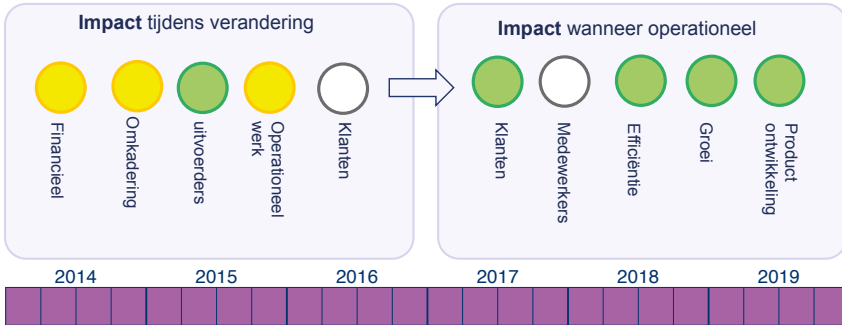 Impact tijdens verandering
Financieel
Omkadering
uitvoerders
Operationeel
werk
Klanten
Impact wanneer operationeel
Klanten
Medewerkers
Efficiëntie
Groei
Product
ontwikkeling
2014 2015 2016 2017 2018 2019